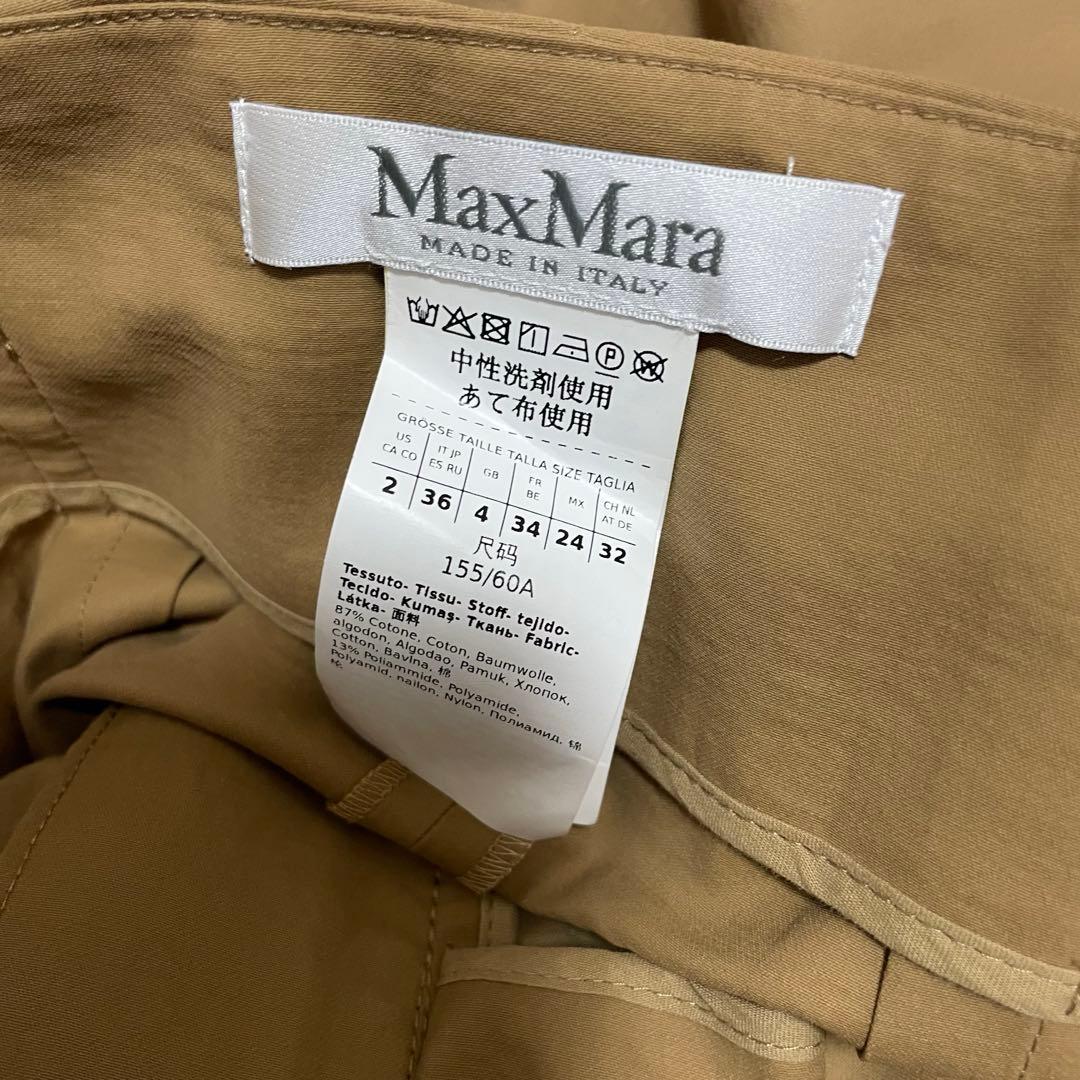 MaxMara
MADE IN ITALY
中性洗剤使用
あて布使用
GRÖSSE TAILLE TALLA SIZE TAGLIA
US CA CO IT JP ES RU GB FR BE MX CH NL AT DE
2 36 4 34 24 32
尺码
155/60A
Tessuto- Tissu- Stoff- tejido-
Tecido- Kumaş- Ткань- Fabric-
Látka- 面料
87% Cotone, Coton, Baumwolle,
algodon, Algodao, Pamuk, Хлопок,
Cotton, Bavlna, 棉
13% Poliammide, Polyamide,
Polyamid, nailon, Nylon, Полиамид, 锦
纶